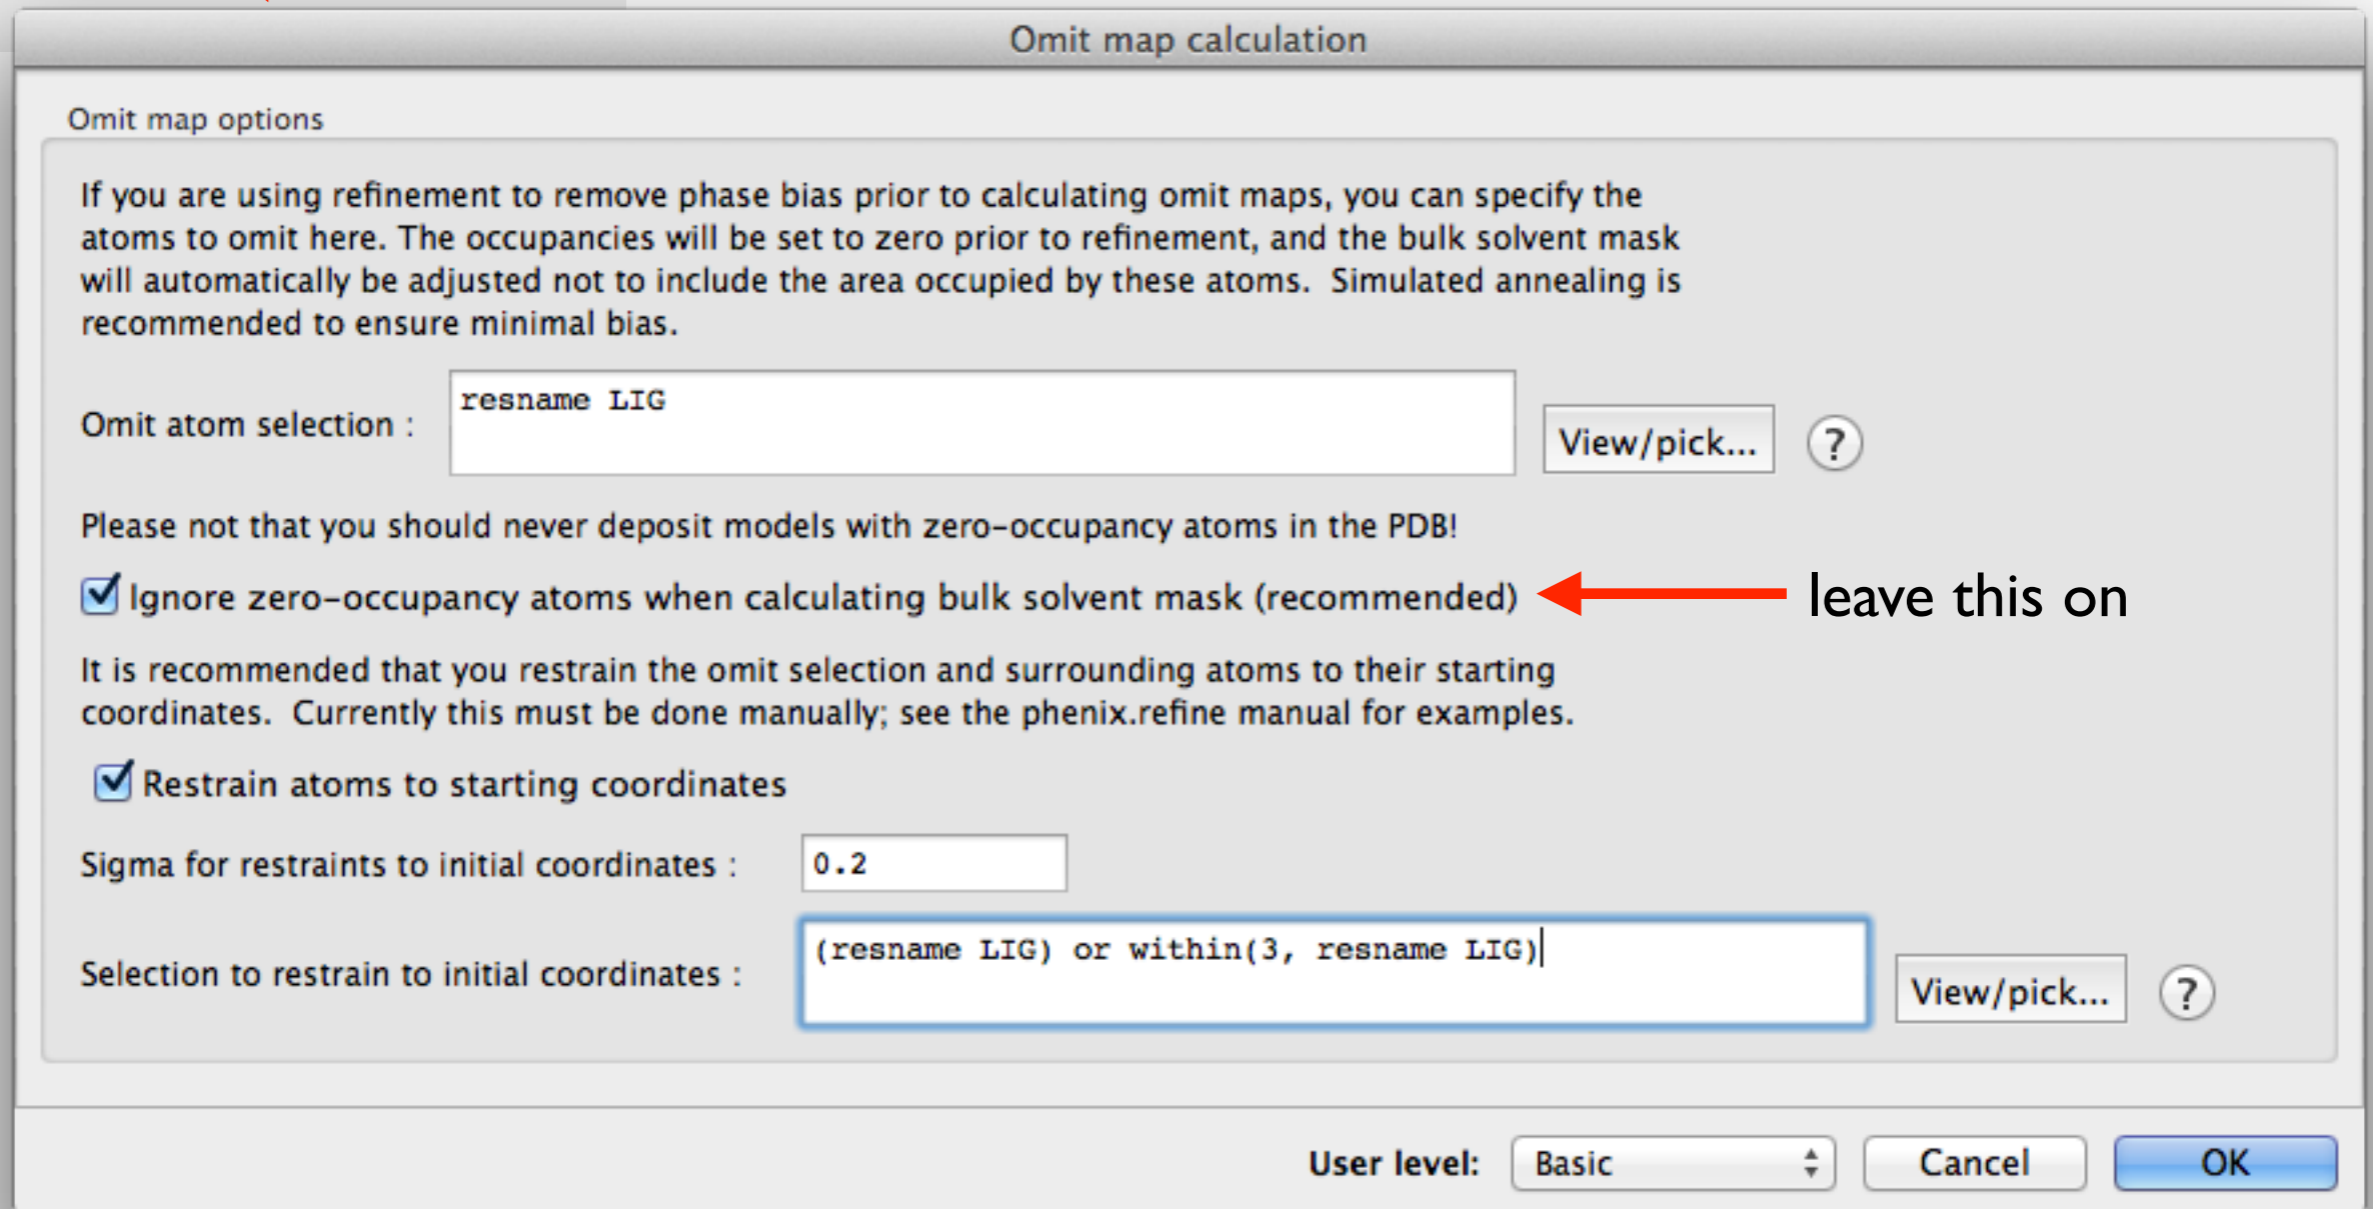 Omit map calculation
Omit map options
If you are using refinement to remove phase bias prior to calculating omit maps, you can specify the
atoms to omit here. The occupancies will be set to zero prior to refinement, and the bulk solvent mask
will automatically be adjusted not to include the area occupied by these atoms.  Simulated annealing is
recommended to ensure minimal bias.
Omit atom selection :
resname LIG
View/pick...
?
Please not that you should never deposit models with zero-occupancy atoms in the PDB!
Ignore zero-occupancy atoms when calculating bulk solvent mask (recommended)
leave this on
It is recommended that you restrain the omit selection and surrounding atoms to their starting
coordinates.  Currently this must be done manually; see the phenix.refine manual for examples.
Restrain atoms to starting coordinates
Sigma for restraints to initial coordinates :
0.2
Selection to restrain to initial coordinates :
(resname LIG) or within(3, resname LIG)
View/pick...
?
User level:
Basic
Cancel
OK